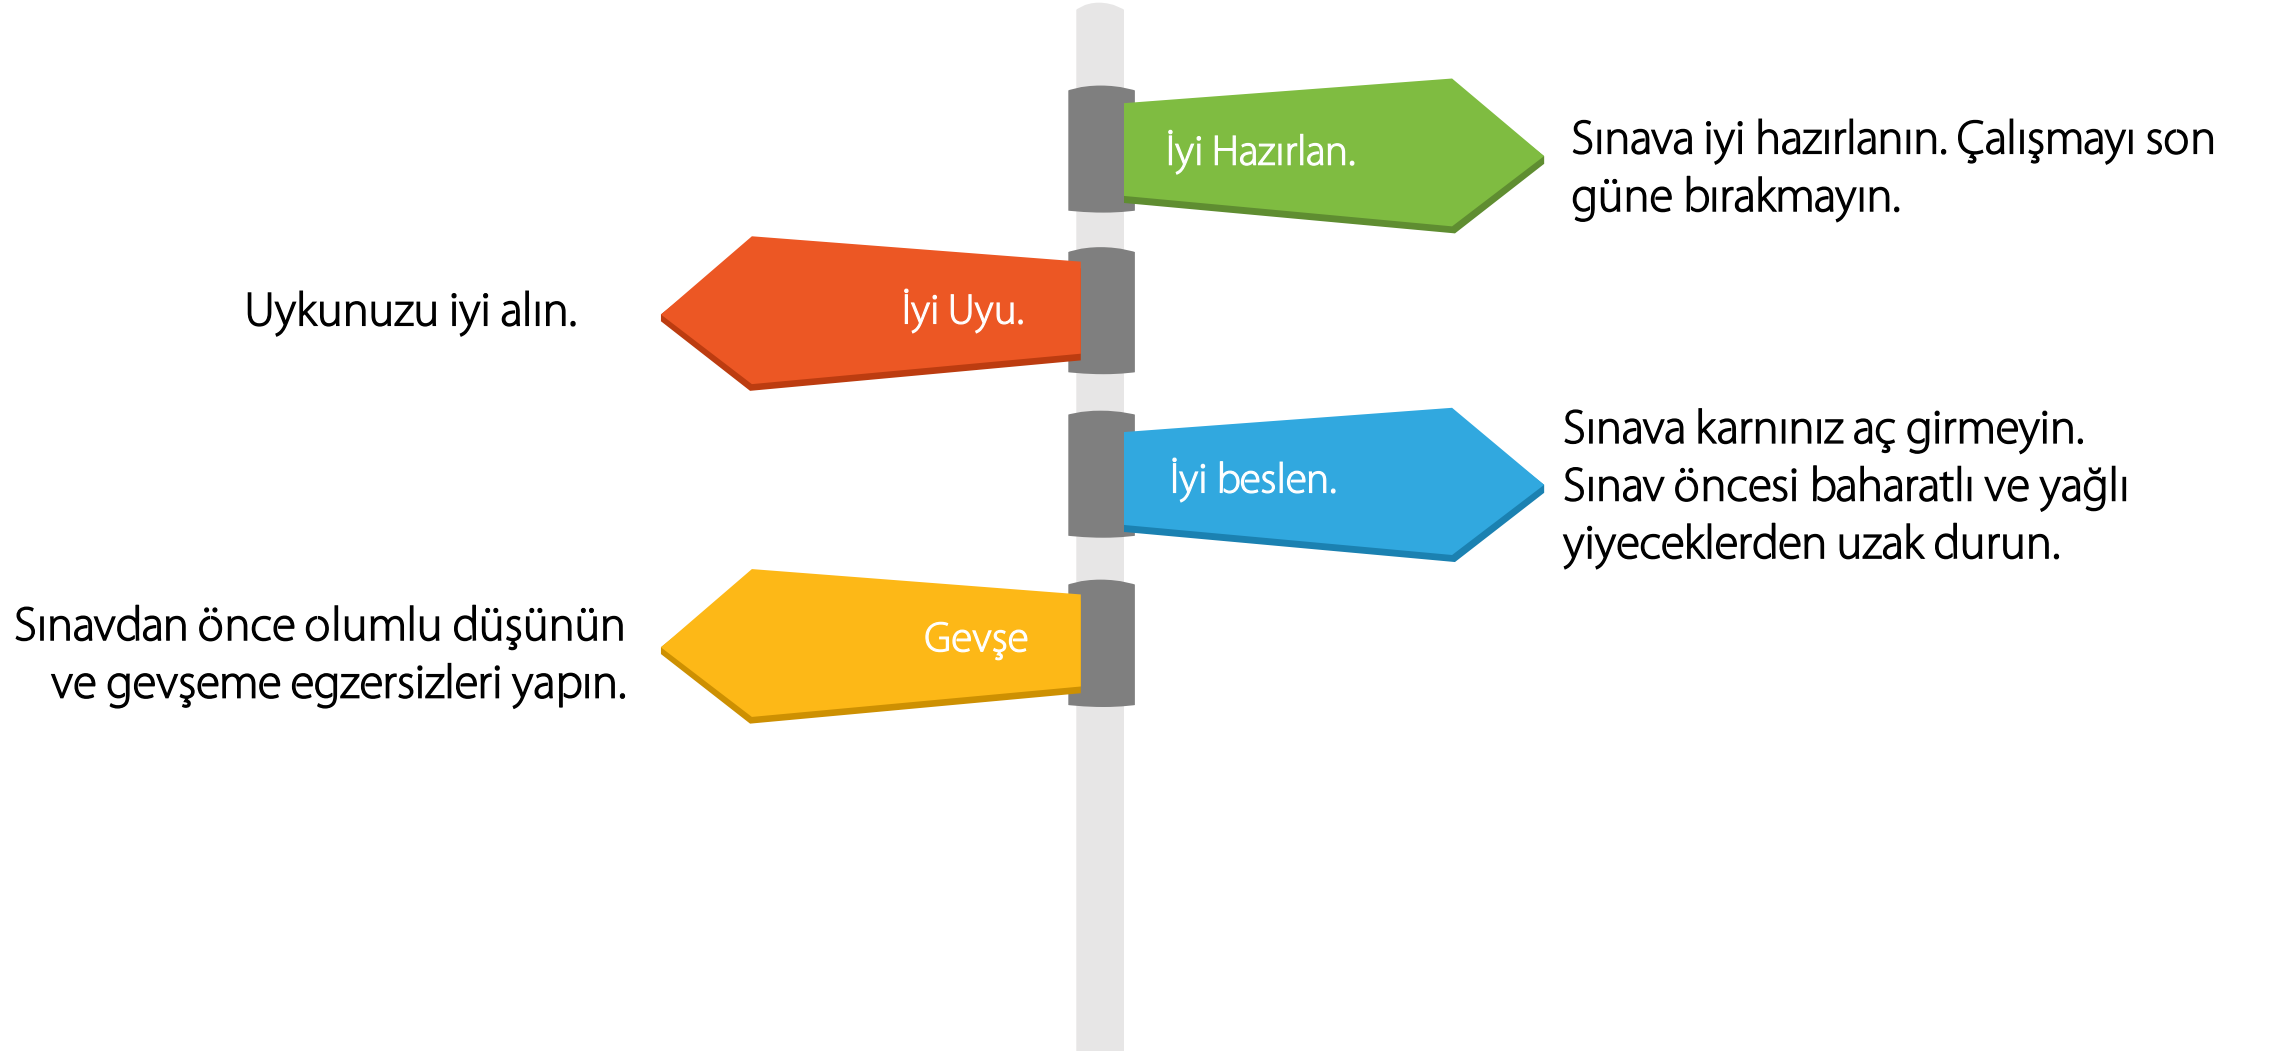 İyi Hazırlan.
Sınava iyi hazırlanın. Çalışmayı son
güne bırakmayın.
Uykunuzu iyi alın.
İyi Uyu.
İyi beslen.
Sınava karnınız aç girmeyin.
Sınav öncesi baharatlı ve yağlı
yiyeceklerden uzak durun.
Sınavdan önce olumlu düşünün
ve gevşeme egzersizleri yapın.
Gevşe